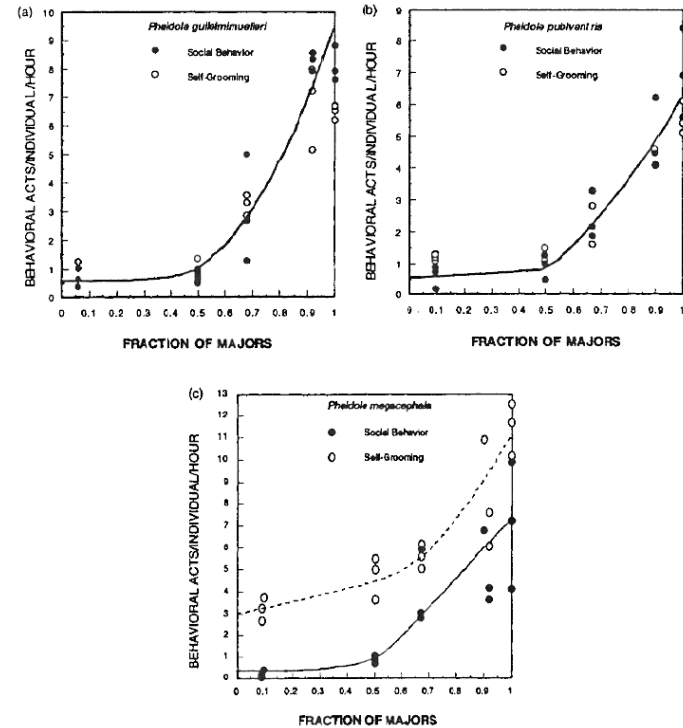 (a)
Pheidole guilelmimuelleri
Social Behavior
Self-Grooming
BEHAVIORAL ACTS/INDIVIDUAL/HOUR
10
9
8
7
6
5
4
3
2
1
0
0 0.1 0.2 0.3 0.4 0.5 0.6 0.7 0.8 0.9 1
FRACTION OF MAJORS
(b)
Pheidole pubiventris
Social Behavior
Self-Grooming
BEHAVIORAL ACTS/INDIVIDUAL/HOUR
9
8
7
6
5
4
3
2
1
0
0 0.1 0.2 0.3 0.4 0.5 0.6 0.7 0.8 0.9 1
FRACTION OF MAJORS
(c)
Pheidole megacephala
Social Behavior
Self-Grooming
BEHAVIORAL ACTS/INDIVIDUAL/HOUR
13
12
11
10
9
8
7
6
5
4
3
2
1
0
0 0.1 0.2 0.3 0.4 0.5 0.6 0.7 0.8 0.9 1
FRACTION OF MAJORS